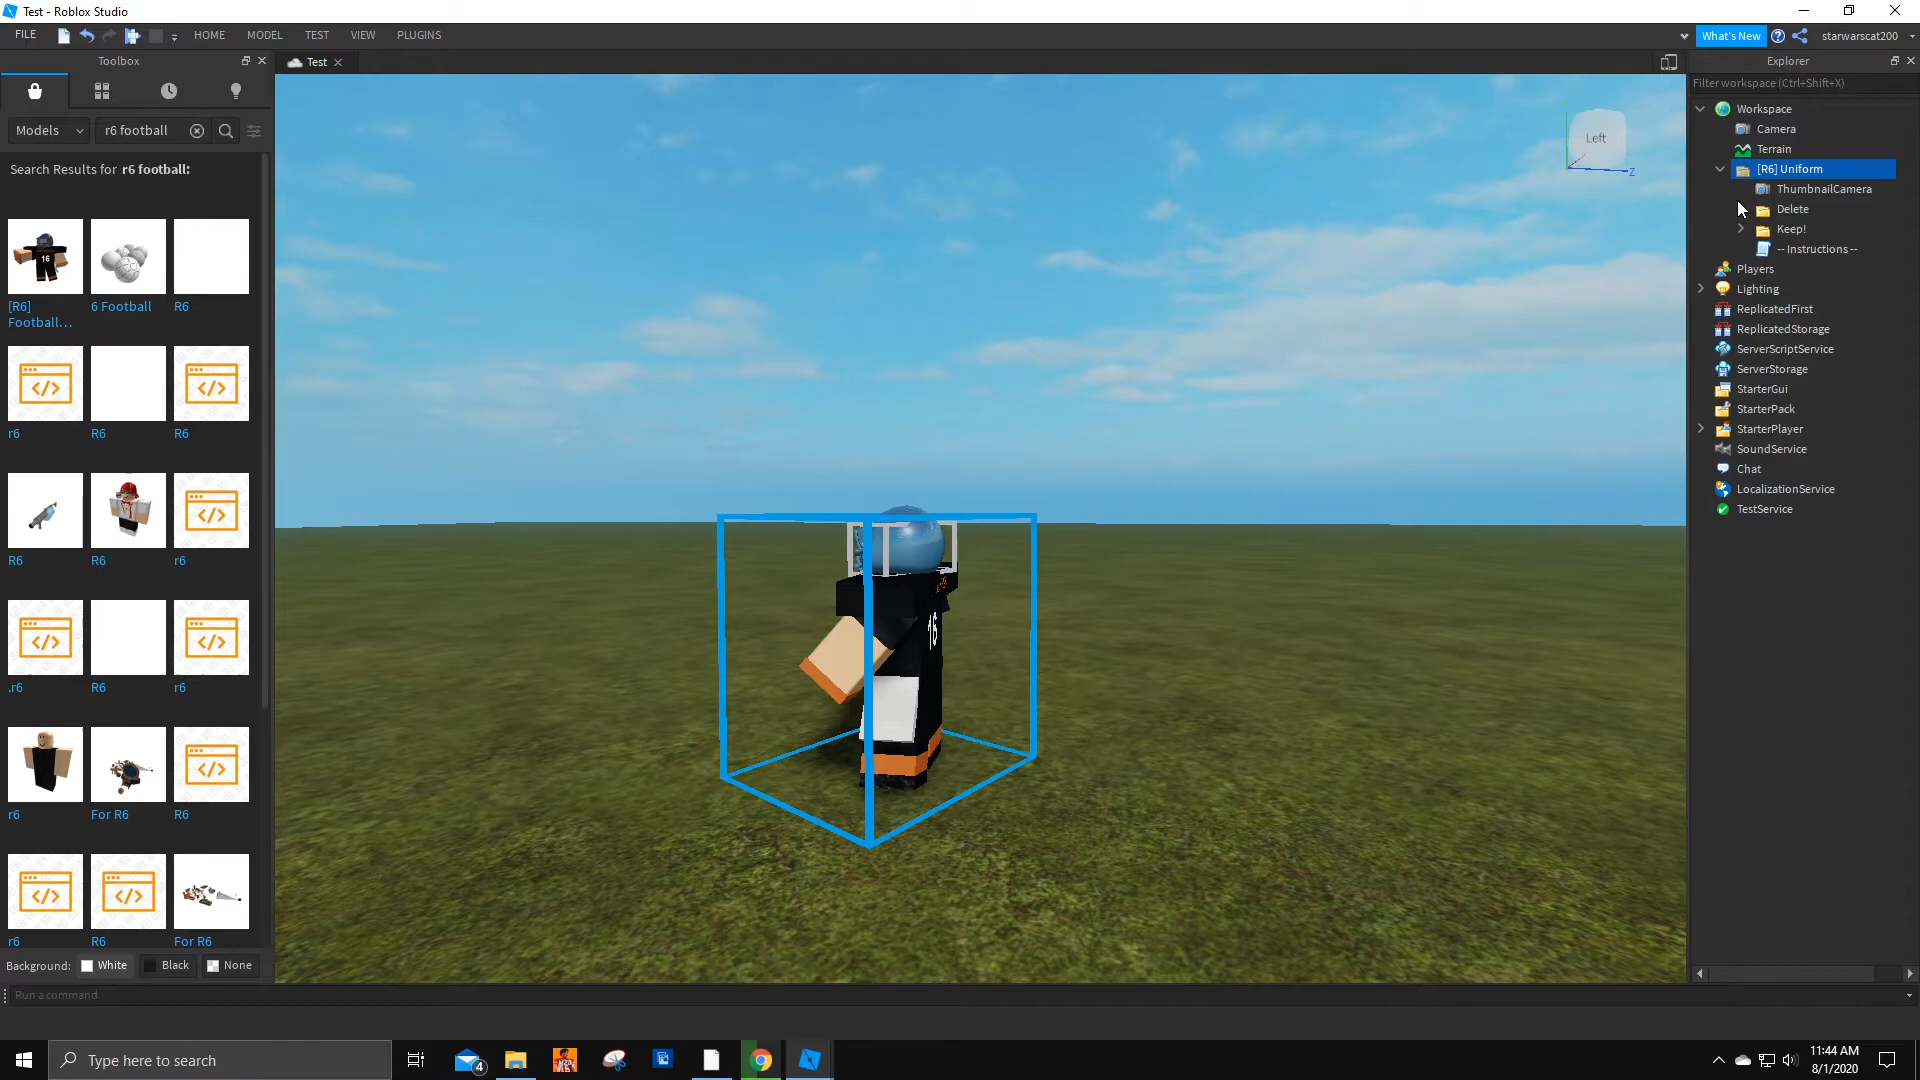 Test - Roblox Studio
FILE
HOME
MODEL
TEST
VIEW
PLUGINS
What's New
starwarscat200
Toolbox
Test
Explorer
Filter workspace (Ctrl+Shift+X)
Models
r6 football
Search Results for r6 football:
[R6]
Football...
6 Football
R6
r6
R6
R6
R6
R6
r6
.r6
R6
r6
r6
For R6
R6
r6
R6
For R6
Background:
White
Black
None
Run a command
Left
Z
16
Workspace
Camera
Terrain
[R6] Uniform
ThumbnailCamera
Delete
Keep!
-- Instructions --
Players
Lighting
ReplicatedFirst
ReplicatedStorage
ServerScriptService
ServerStorage
StarterGui
StarterPack
StarterPlayer
SoundService
Chat
LocalizationService
TestService
Type here to search
4
11:44 AM
8/1/2020